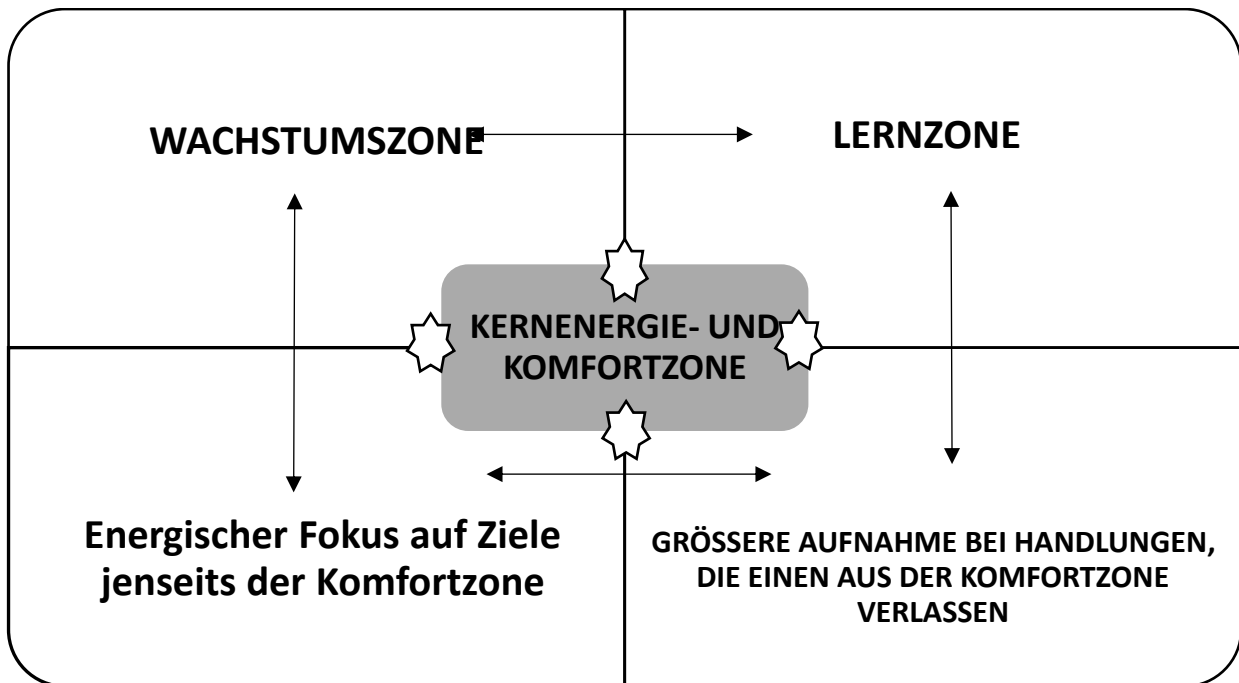 WACHSTUMSZONE
LERNZONE
KERNENERGIE- UND
KOMFORTZONE
Energischer Fokus auf Ziele
jenseits der Komfortzone
GRÖSSERE AUFNAHME BEI HANDLUNGEN,
DIE EINEN AUS DER KOMFORTZONE
VERLASSEN